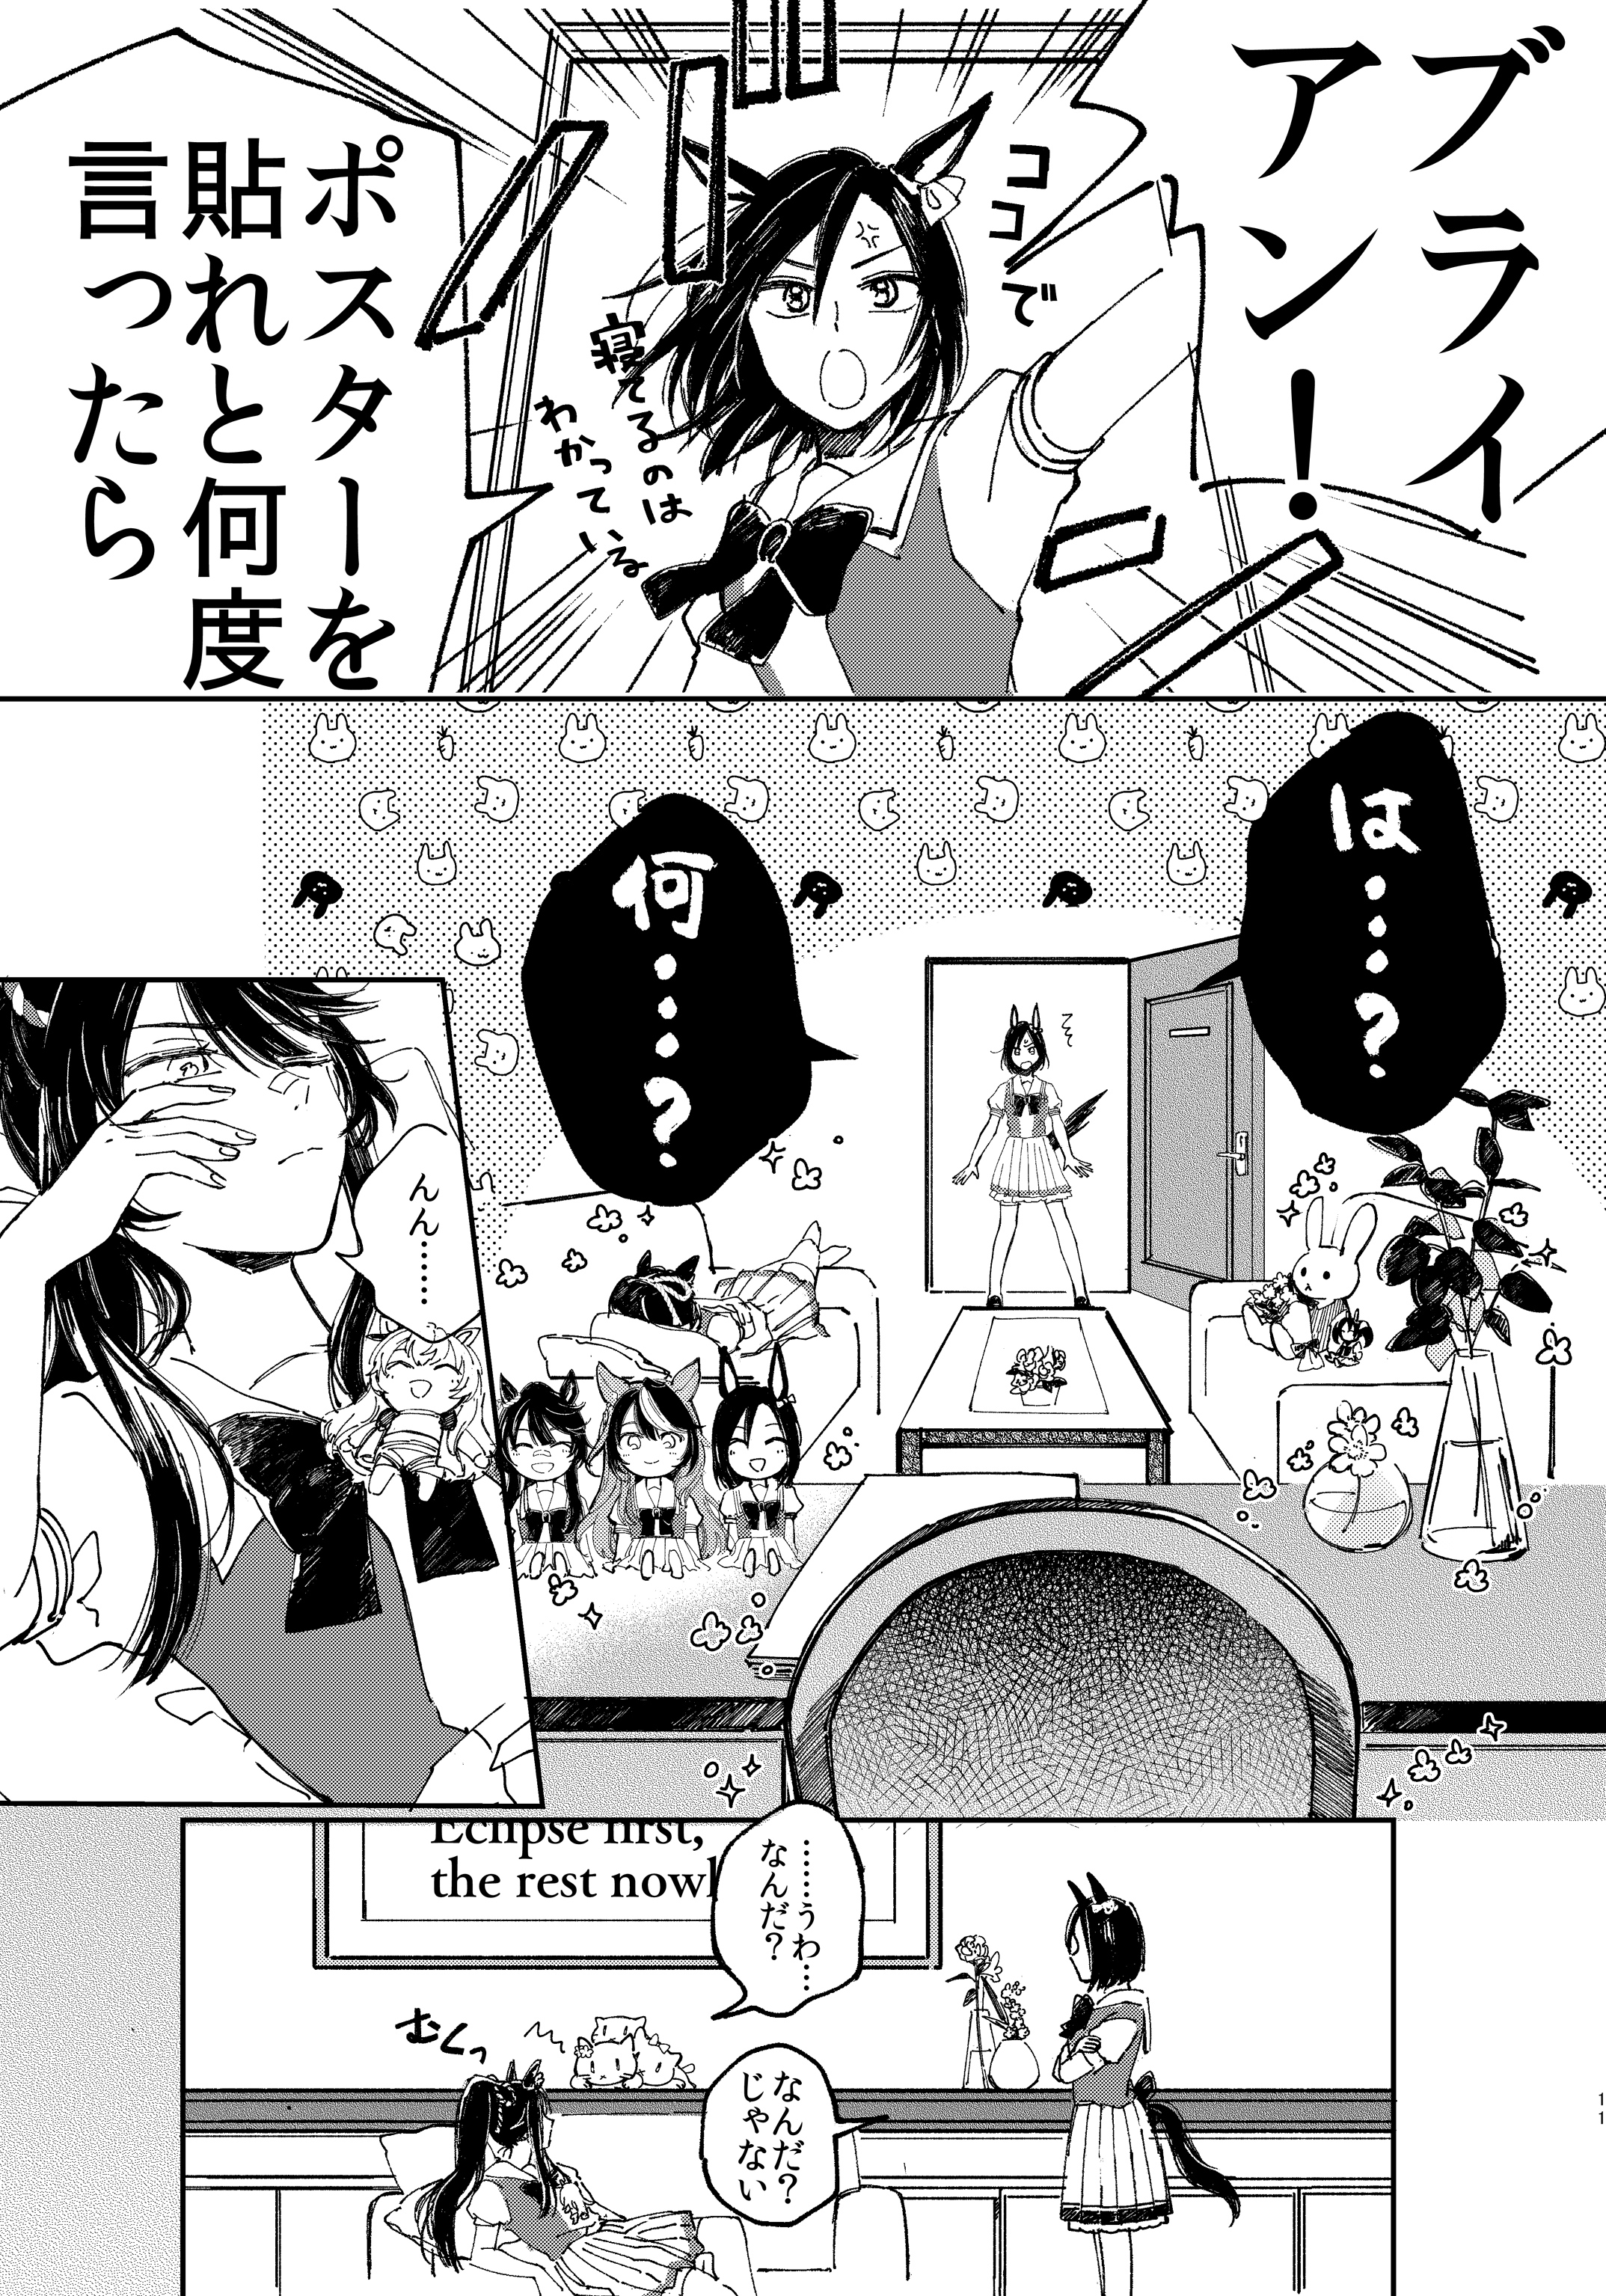 ブライ
アン！
ココで
寝てるのは
わかっている
ポスターを
貼れと何度
言ったら
は・・・・？
何・・・・？
んん……
Eclipse first,
the rest now
……うわ…
なんだ？
むくっ
なんだ？
じゃない
11